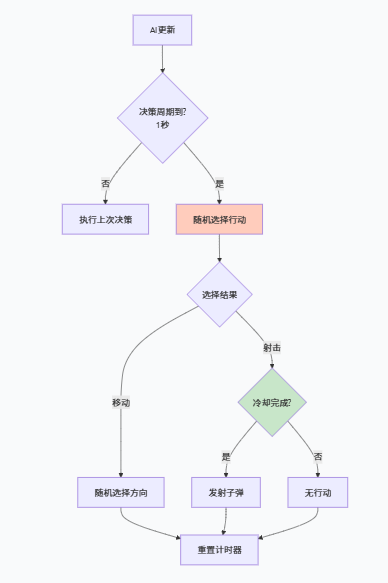 AI更新
决策周期到?
1秒
否
是
执行上次决策
随机选择行动
选择结果
射击
移动
冷却完成?
是
否
随机选择方向
发射子弹
无行动
重置计时器